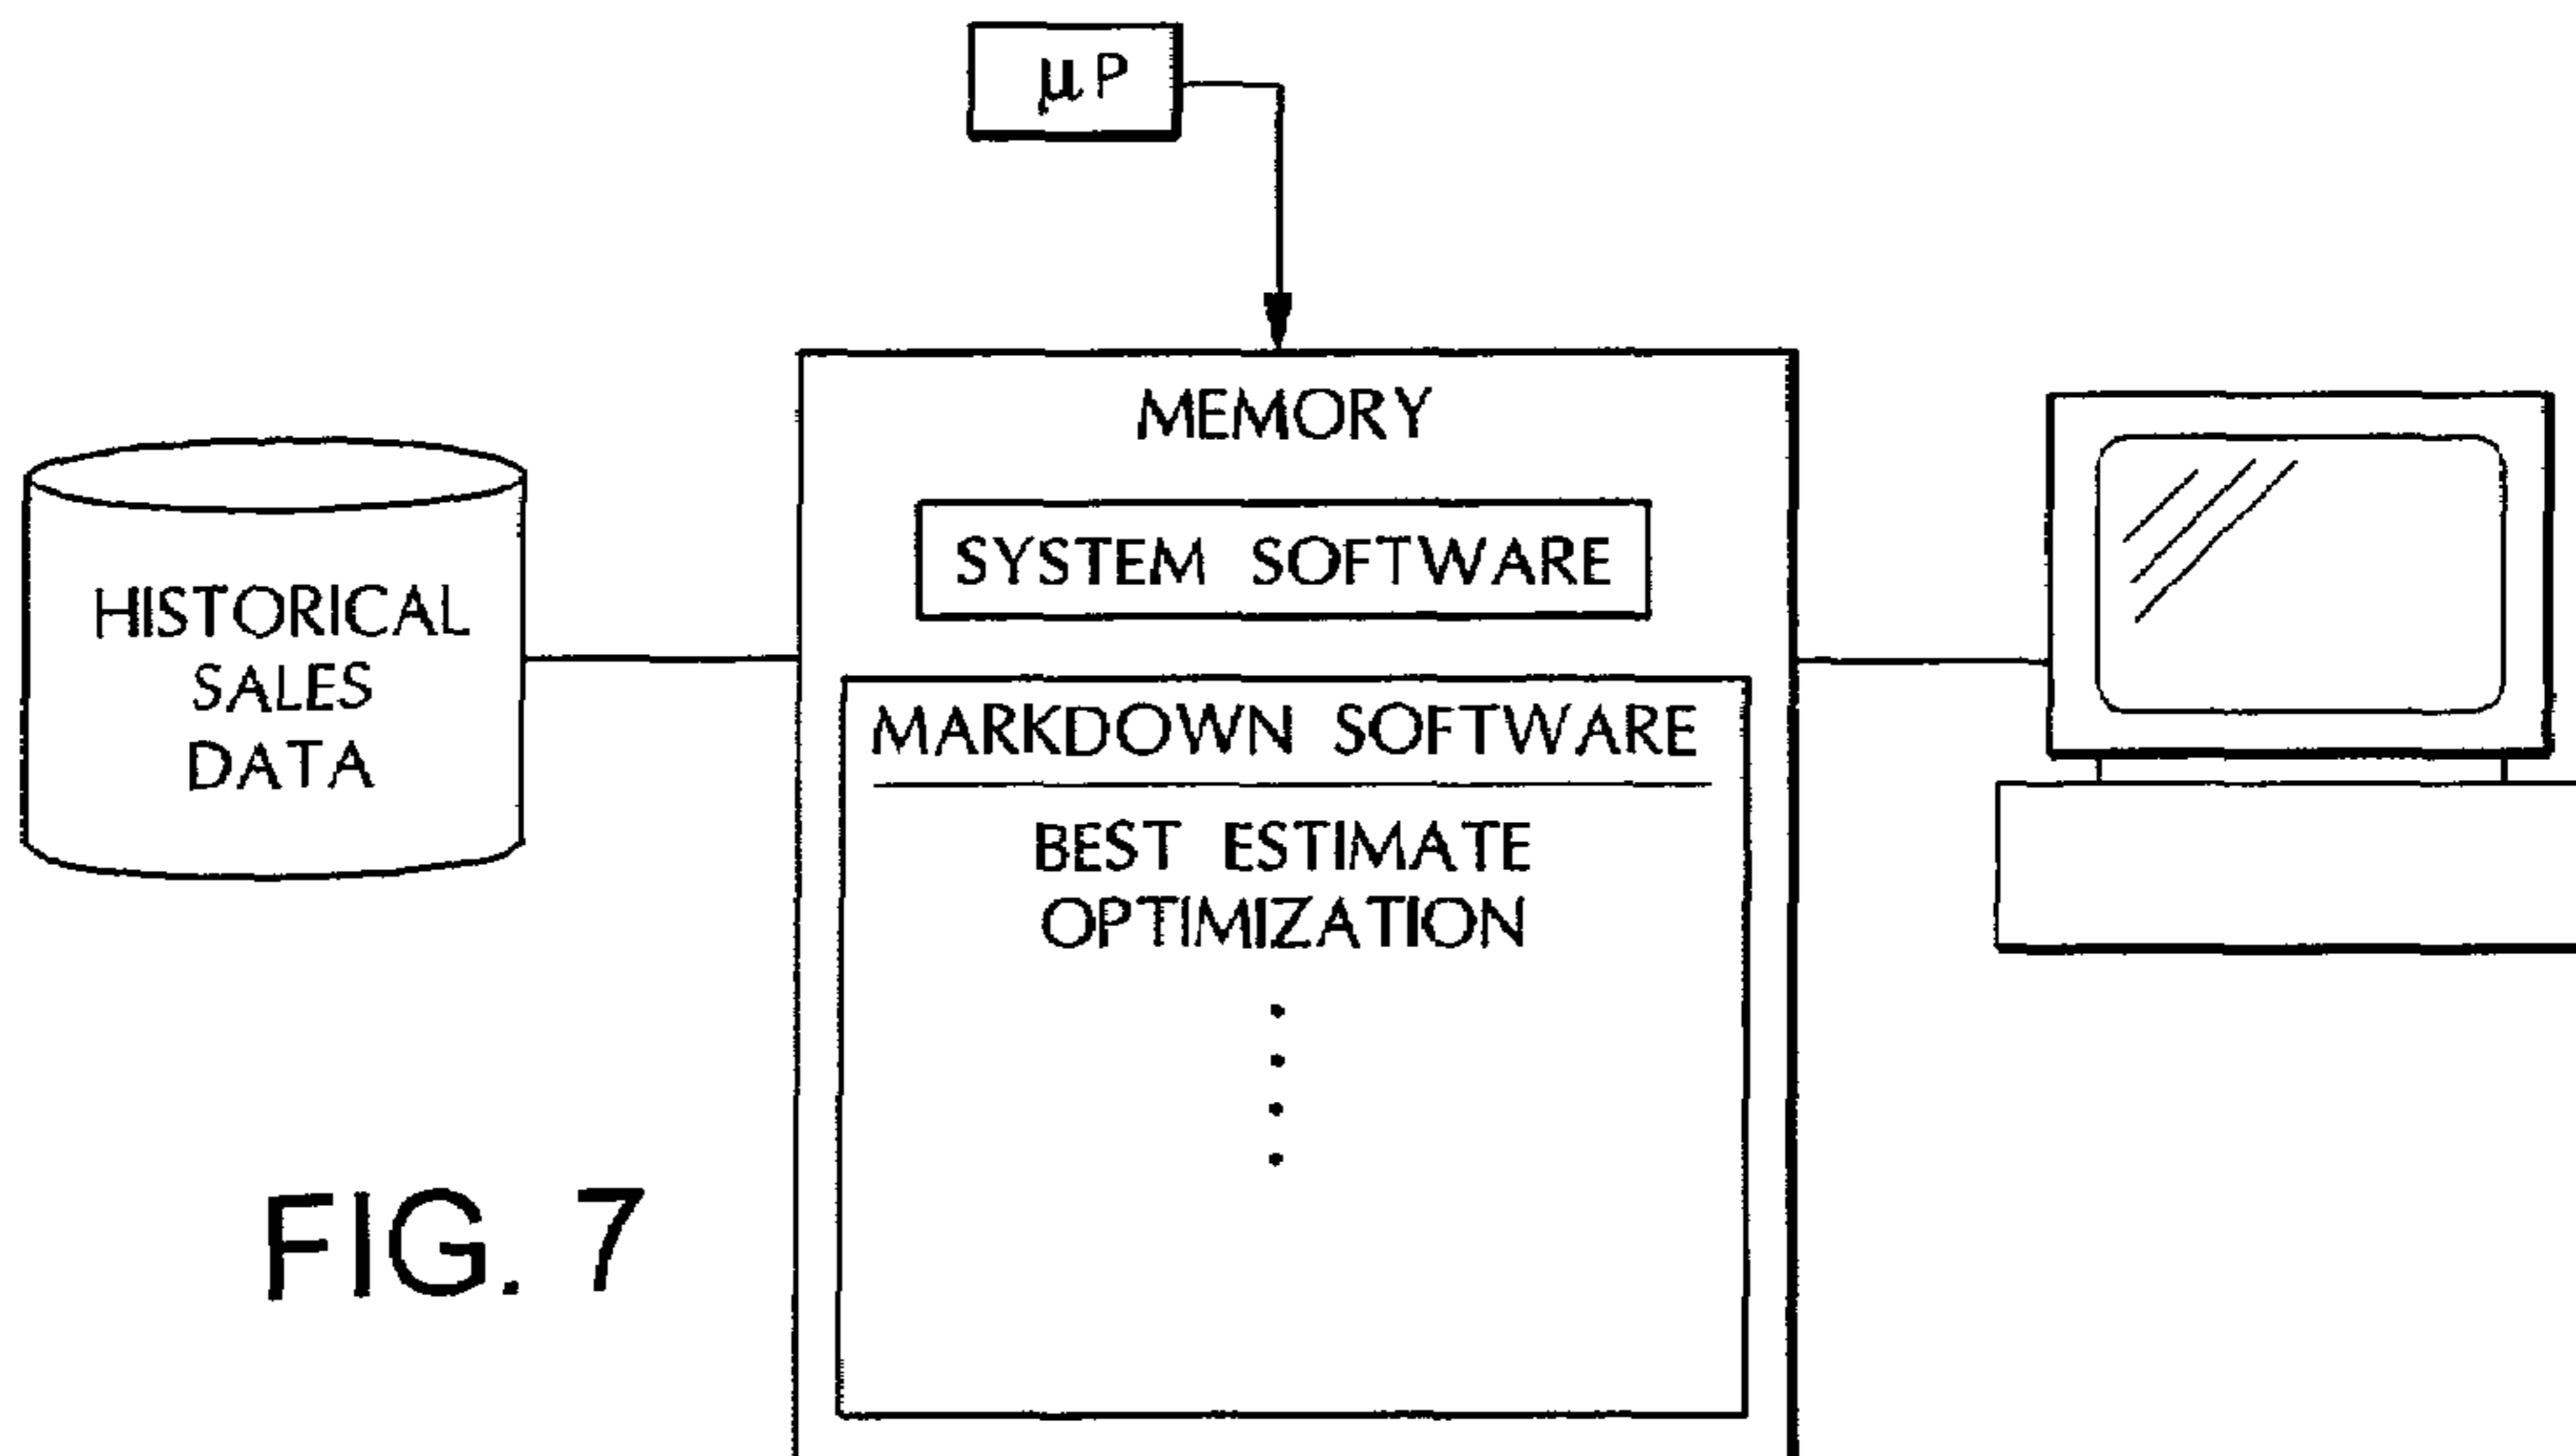 µP
MEMORY
SYSTEM SOFTWARE
HISTORICAL
SALES
DATA
MARKDOWN SOFTWARE
BEST ESTIMATE
OPTIMIZATION
FIG. 7